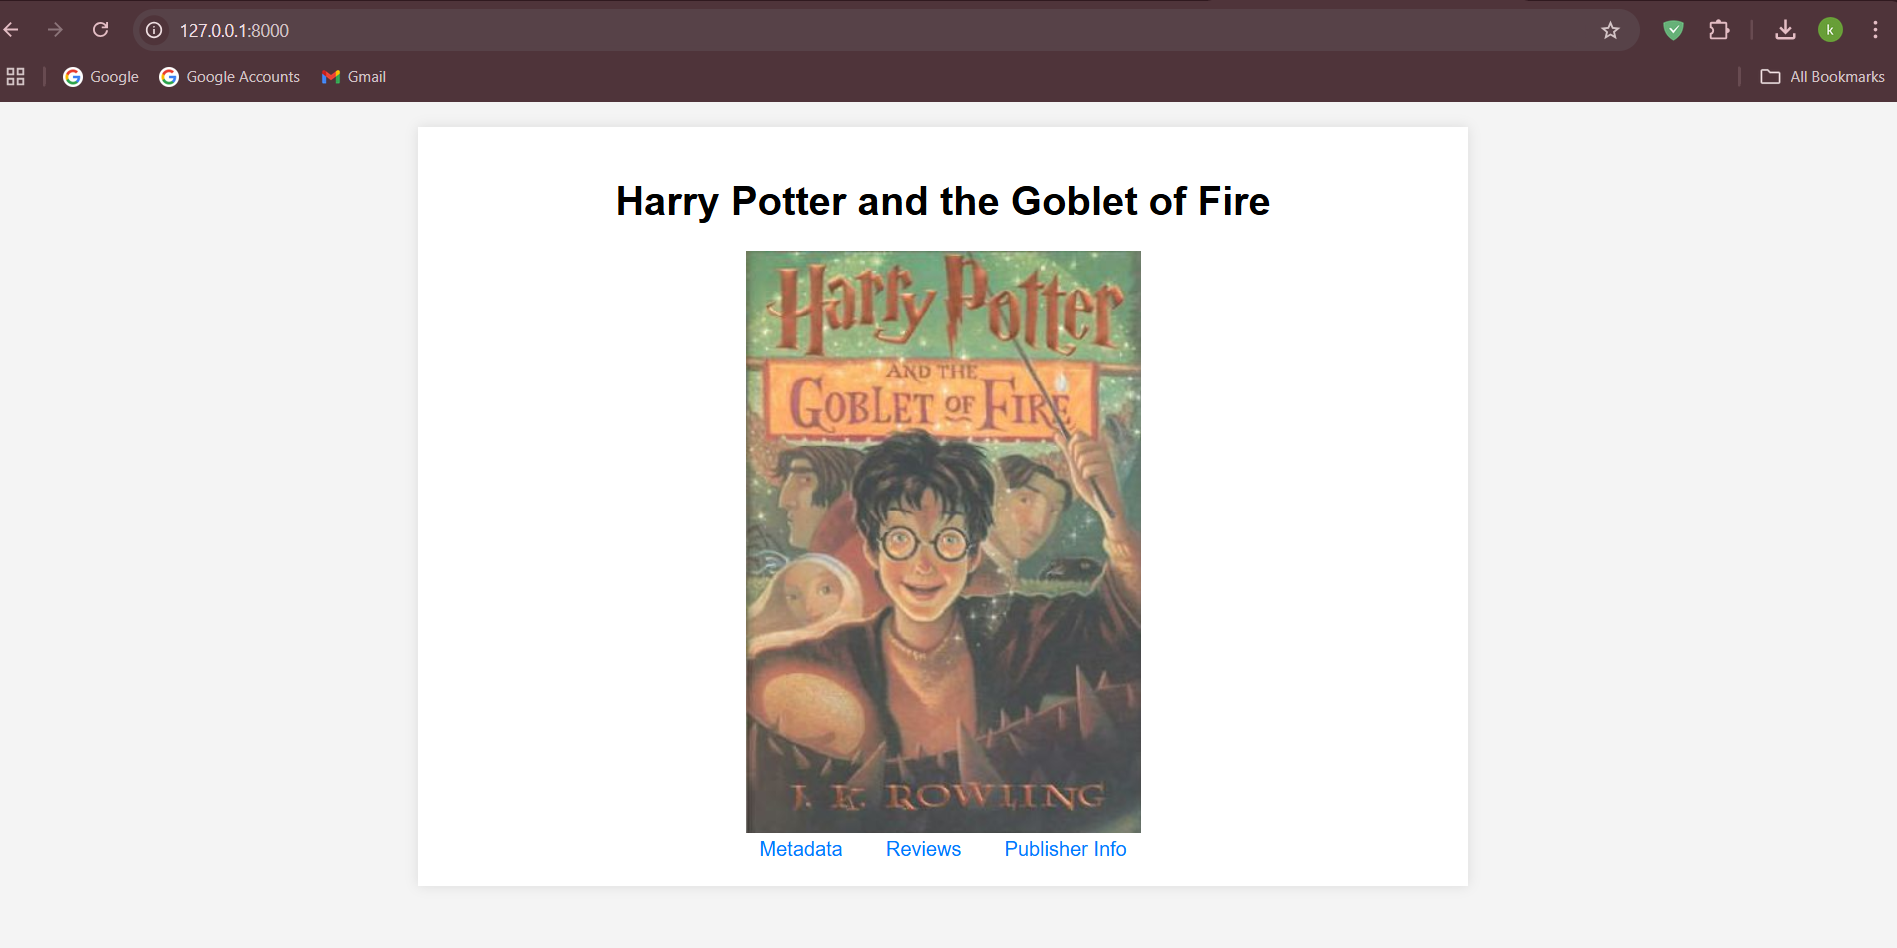 127.0.0.1:8000
k
Google Google Accounts Gmail All Bookmarks
Harry Potter and the Goblet of Fire
Harry Potter
AND THE
GOBLET OF FIRE
J. K. ROWLING
Metadata Reviews Publisher Info